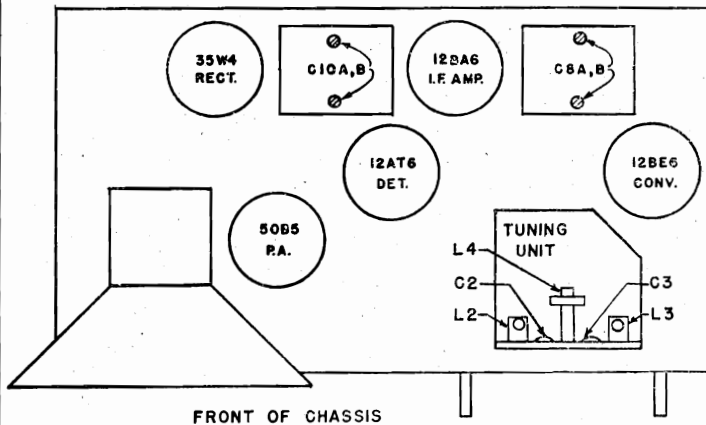 35W4
RECT.
C10A,B
12BA6
I.F. AMP.
C8A,B
12AT6
DET.
12BE6
CONV.
50B5
P.A.
TUNING
UNIT
L4
C2
C3
L2
L3
FRONT OF CHASSIS